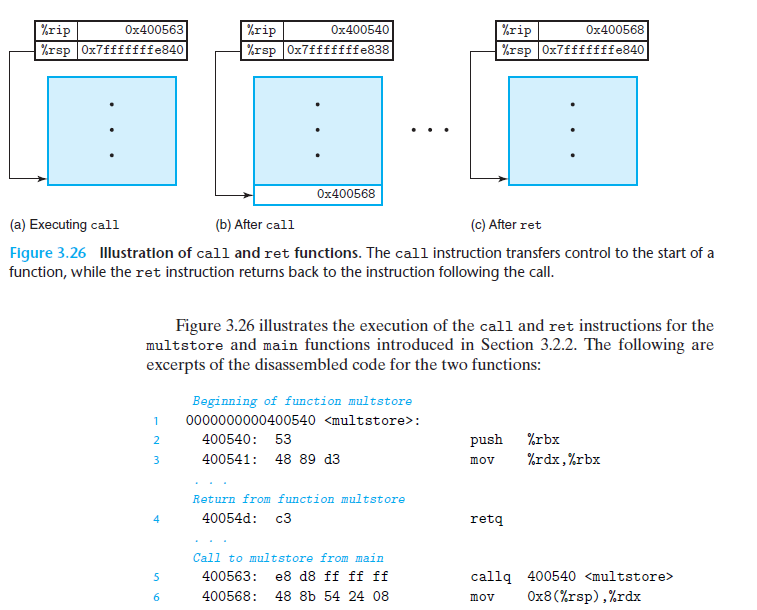 %rip 0x400563 %rip 0x400540 %rip 0x400568
%rsp 0x7fffffffe840 %rsp 0x7fffffffe838 %rsp 0x7fffffffe840
0x400568
(a) Executing call (b) After call (c) After ret
Figure 3.26 Illustration of call and ret functions. The call instruction transfers control to the start of a
function, while the ret instruction returns back to the instruction following the call.
Figure 3.26 illustrates the execution of the call and ret instructions for the
multstore and main functions introduced in Section 3.2.2. The following are
excerpts of the disassembled code for the two functions:
Beginning of function multstore
1 0000000000400540 <multstore>:
2 400540: 53 push %rbx
3 400541: 48 89 d3 mov %rdx,%rbx
. . .
Return from function multstore
4 40054d: c3 retq
. . .
Call to multstore from main
5 400563: e8 d8 ff ff ff callq 400540 <multstore>
6 400568: 48 8b 54 24 08 mov 0x8(%rsp),%rdx